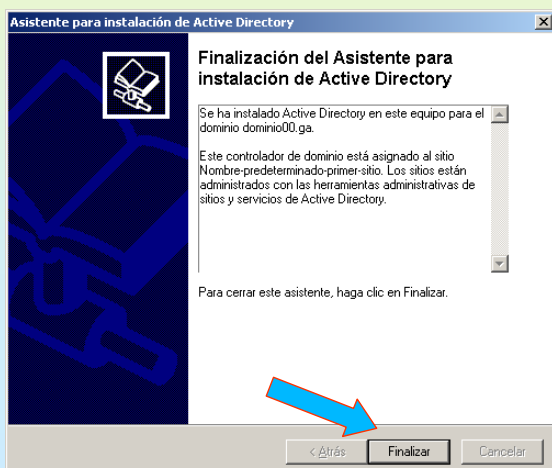 Asistente para instalación de Active Directory
Finalización del Asistente para
instalación de Active Directory
Se ha instalado Active Directory en este equipo para el
dominio dominio00.ga.
Este controlador de dominio está asignado al sitio
Nombre-predeterminado-primer-sitio. Los sitios están
administrados con las herramientas administrativas de
sitios y servicios de Active Directory.
Para cerrar este asistente, haga clic en Finalizar.
< Atrás
Finalizar
Cancelar